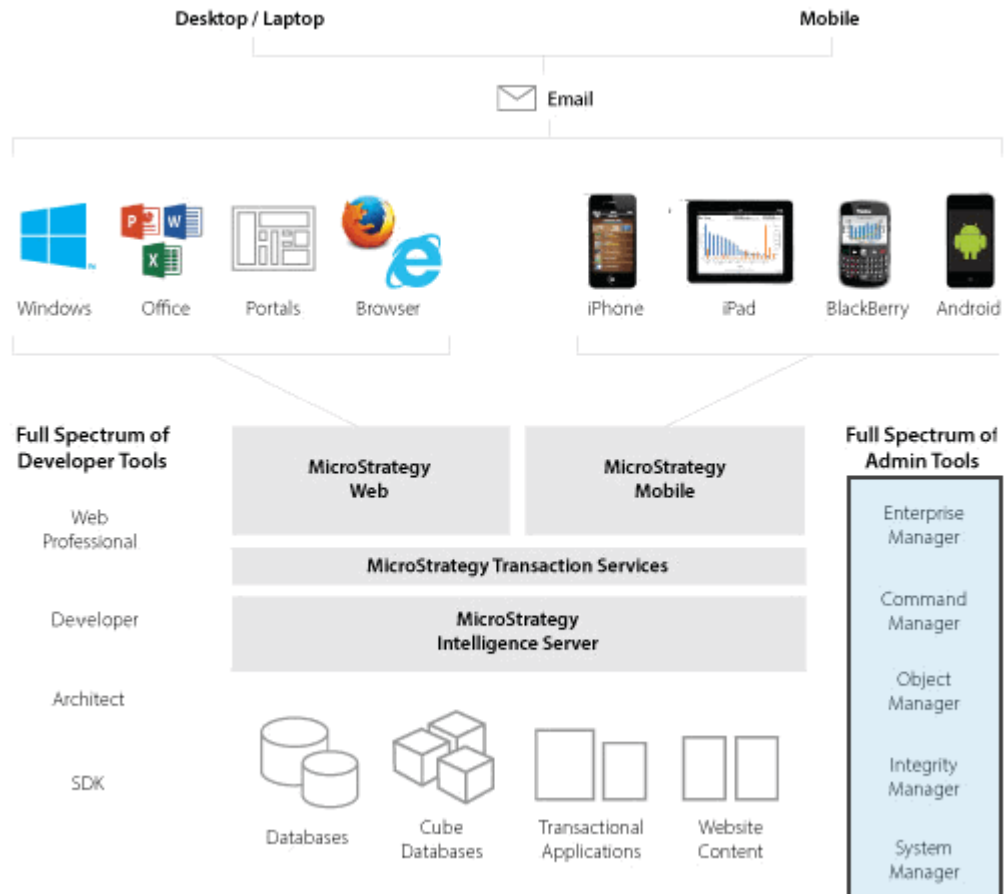 Desktop / Laptop
Mobile
Email
Windows
Office
Portals
Browser
iPhone
iPad
BlackBerry
Android
Full Spectrum of
Developer Tools
Web
Professional
Developer
Architect
SDK
MicroStrategy
Web
MicroStrategy
Mobile
MicroStrategy Transaction Services
MicroStrategy
Intelligence Server
Databases
Cube
Databases
Transactional
Applications
Website
Content
Full Spectrum of
Admin Tools
Enterprise
Manager
Command
Manager
Object
Manager
Integrity
Manager
System
Manager